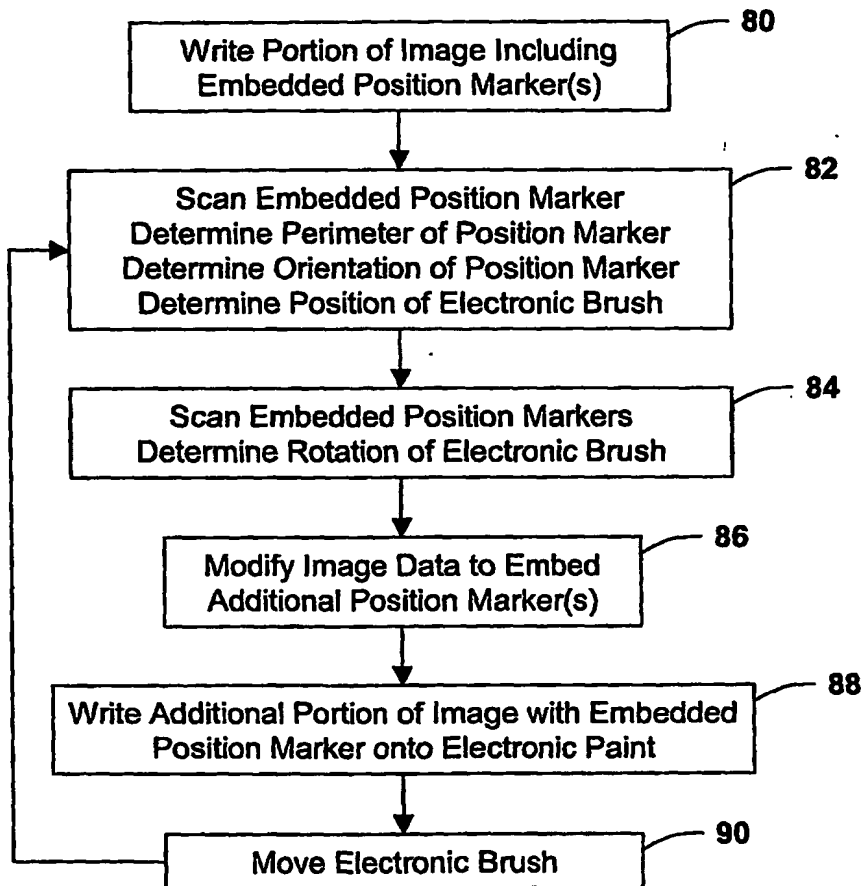 80
Write Portion of Image Including
Embedded Position Marker(s)
82
Scan Embedded Position Marker
Determine Perimeter of Position Marker
Determine Orientation of Position Marker
Determine Position of Electronic Brush
84
Scan Embedded Position Markers
Determine Rotation of Electronic Brush
86
Modify Image Data to Embed
Additional Position Marker(s)
88
Write Additional Portion of Image with Embedded
Position Marker onto Electronic Paint
90
Move Electronic Brush